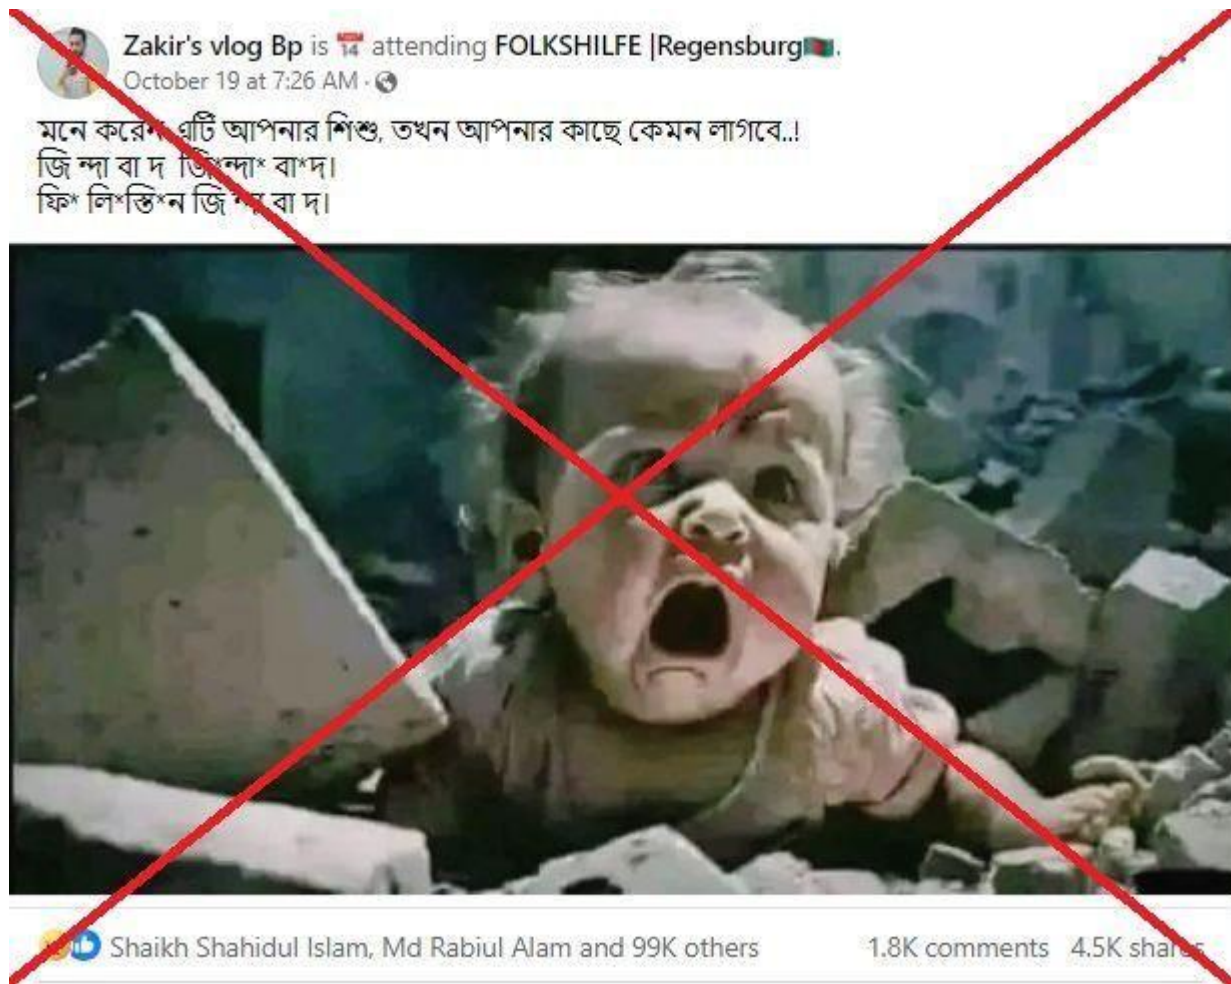 Zakir's vlog Bp is 14 attending FOLKSHILFE |Regensburg.
October 19 at 7:26 AM ·
মনে করেন এটি আপনার শিশু, তখন আপনার কাছে কেমন লাগবে..!
জি ন্দা বা দ জি*ন্দা* বা*দ।
ফি* লি*স্তি*ন জি ন্দা বা দ।
Shaikh Shahidul Islam, Md Rabiul Alam and 99K others 1.8K comments 4.5K shares